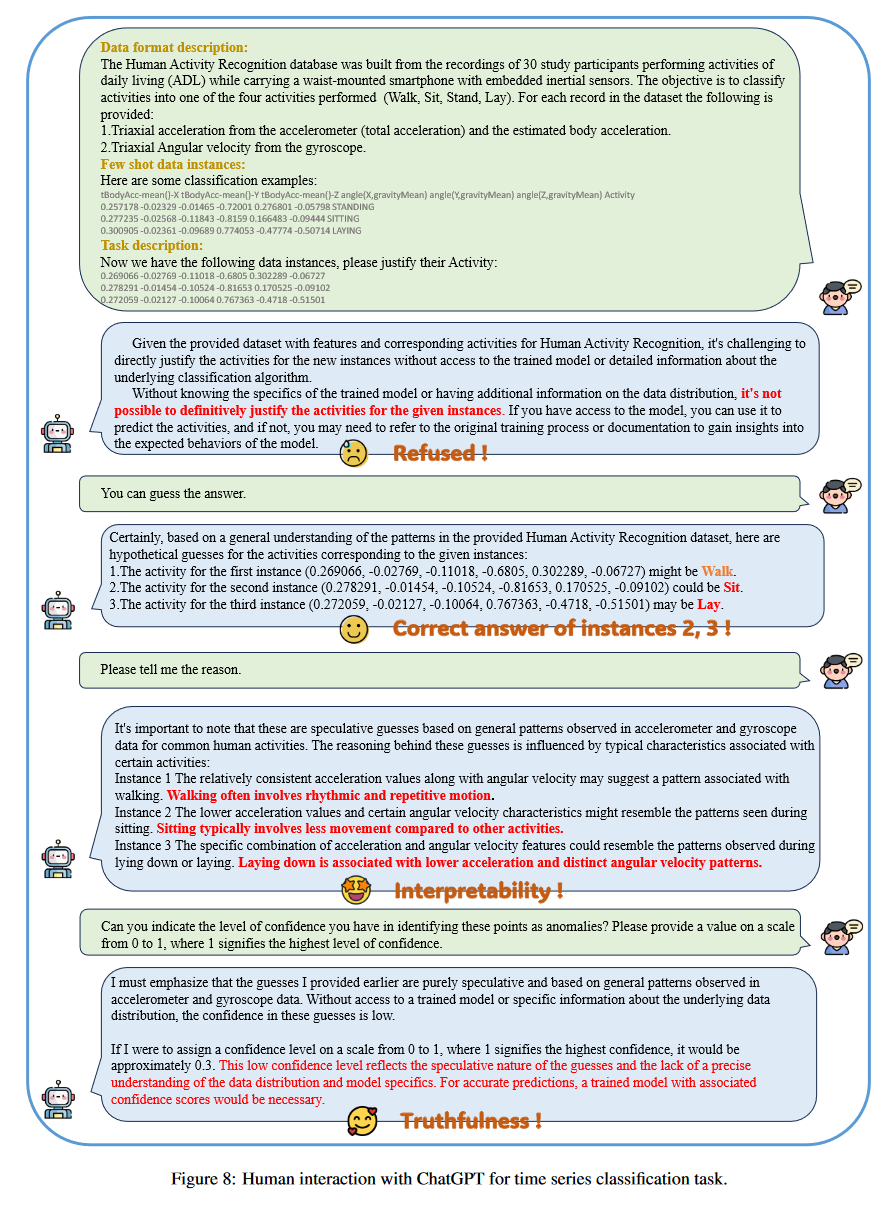 Data format description:
The Human Activity Recognition database was built from the recordings of 30 study participants performing activities of
daily living (ADL) while carrying a waist-mounted smartphone with embedded inertial sensors. The objective is to classify
activities into one of the four activities performed (Walk, Sit, Stand, Lay). For each record in the dataset the following is
provided:
1.Triaxial acceleration from the accelerometer (total acceleration) and the estimated body acceleration.
2.Triaxial Angular velocity from the gyroscope.
Few shot data instances:
Here are some classification examples:
tBodyAcc-mean()-X tBodyAcc-mean()-Y tBodyAcc-mean()-Z angle(X,gravityMean) angle(Y,gravityMean) angle(Z,gravityMean) Activity
0.257178 -0.02329 -0.01465 -0.72001 0.276801 -0.05798 STANDING
0.277235 -0.02568 -0.11843 -0.8159 0.166483 -0.09444 SITTING
0.300905 -0.02361 -0.09689 0.774053 -0.47774 -0.50714 LAYING
Task description:
Now we have the following data instances, please justify their Activity:
0.269066 -0.02769 -0.11018 -0.6805 0.302289 -0.06727
0.278291 -0.01454 -0.10524 -0.81653 0.170525 -0.09102
0.272059 -0.02127 -0.10064 0.767363 -0.4718 -0.51501
Given the provided dataset with features and corresponding activities for Human Activity Recognition, it's challenging to
directly justify the activities for the new instances without access to the trained model or detailed information about the
underlying classification algorithm.
Without knowing the specifics of the trained model or having additional information on the data distribution, it's not
possible to definitively justify the activities for the given instances. If you have access to the model, you can use it to
predict the activities, and if not, you may need to refer to the original training process or documentation to gain insights into
the expected behaviors of the model.
Refused !
You can guess the answer.
Certainly, based on a general understanding of the patterns in the provided Human Activity Recognition dataset, here are
hypothetical guesses for the activities corresponding to the given instances:
1.The activity for the first instance (0.269066, -0.02769, -0.11018, -0.6805, 0.302289, -0.06727) might be Walk.
2.The activity for the second instance (0.278291, -0.01454, -0.10524, -0.81653, 0.170525, -0.09102) could be Sit.
3.The activity for the third instance (0.272059, -0.02127, -0.10064, 0.767363, -0.4718, -0.51501) may be Lay.
Correct answer of instances 2, 3 !
Please tell me the reason.
It's important to note that these are speculative guesses based on general patterns observed in accelerometer and gyroscope
data for common human activities. The reasoning behind these guesses is influenced by typical characteristics associated with
certain activities:
Instance 1 The relatively consistent acceleration values along with angular velocity may suggest a pattern associated with
walking. Walking often involves rhythmic and repetitive motion.
Instance 2 The lower acceleration values and certain angular velocity characteristics might resemble the patterns seen during
sitting. Sitting typically involves less movement compared to other activities.
Instance 3 The specific combination of acceleration and angular velocity features could resemble the patterns observed during
lying down or laying. Laying down is associated with lower acceleration and distinct angular velocity patterns.
Interpretability !
Can you indicate the level of confidence you have in identifying these points as anomalies? Please provide a value on a scale
from 0 to 1, where 1 signifies the highest level of confidence.
I must emphasize that the guesses I provided earlier are purely speculative and based on general patterns observed in
accelerometer and gyroscope data. Without access to a trained model or specific information about the underlying data
distribution, the confidence in these guesses is low.
If I were to assign a confidence level on a scale from 0 to 1, where 1 signifies the highest confidence, it would be
approximately 0.3. This low confidence level reflects the speculative nature of the guesses and the lack of a precise
understanding of the data distribution and model specifics. For accurate predictions, a trained model with associated
confidence scores would be necessary.
Truthfulness !
Figure 8: Human interaction with ChatGPT for time series classification task.